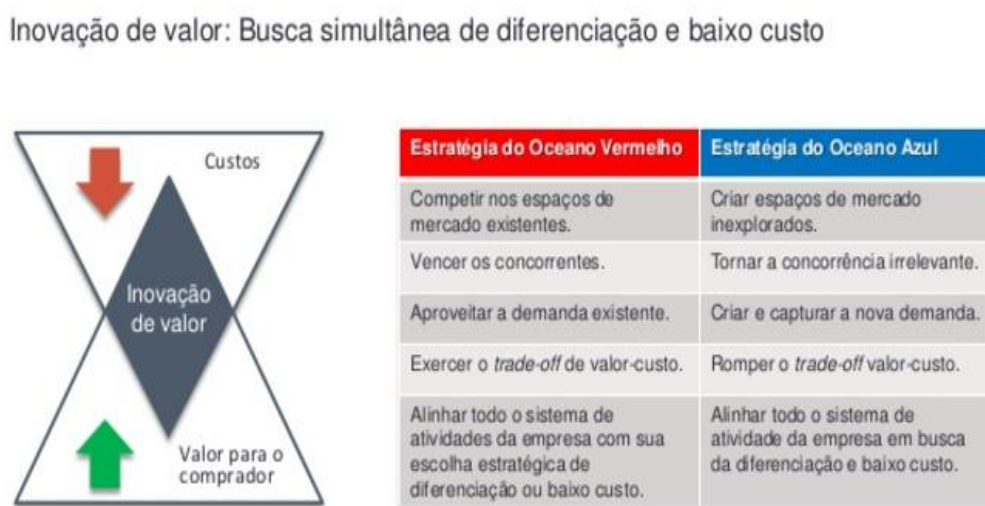 Inovação de valor: Busca simultânea de diferenciação e baixo custo
Custos
Inovação
de valor
Valor para o
comprador
Estratégia do Oceano Vermelho
Estratégia do Oceano Azul
Competir nos espaços de
mercado existentes.
Criar espaços de mercado
inexplorados.
Vencer os concorrentes.
Tornar a concorrência irrelevante.
Aproveitar a demanda existente.
Criar e capturar a nova demanda.
Exercer o trade-off de valor-custo.
Romper o trade-off valor-custo.
Alinhar todo o sistema de
atividades da empresa com sua
escolha estratégica de
diferenciação ou baixo custo.
Alinhar todo o sistema de
atividade da empresa em busca
da diferenciação e baixo custo.